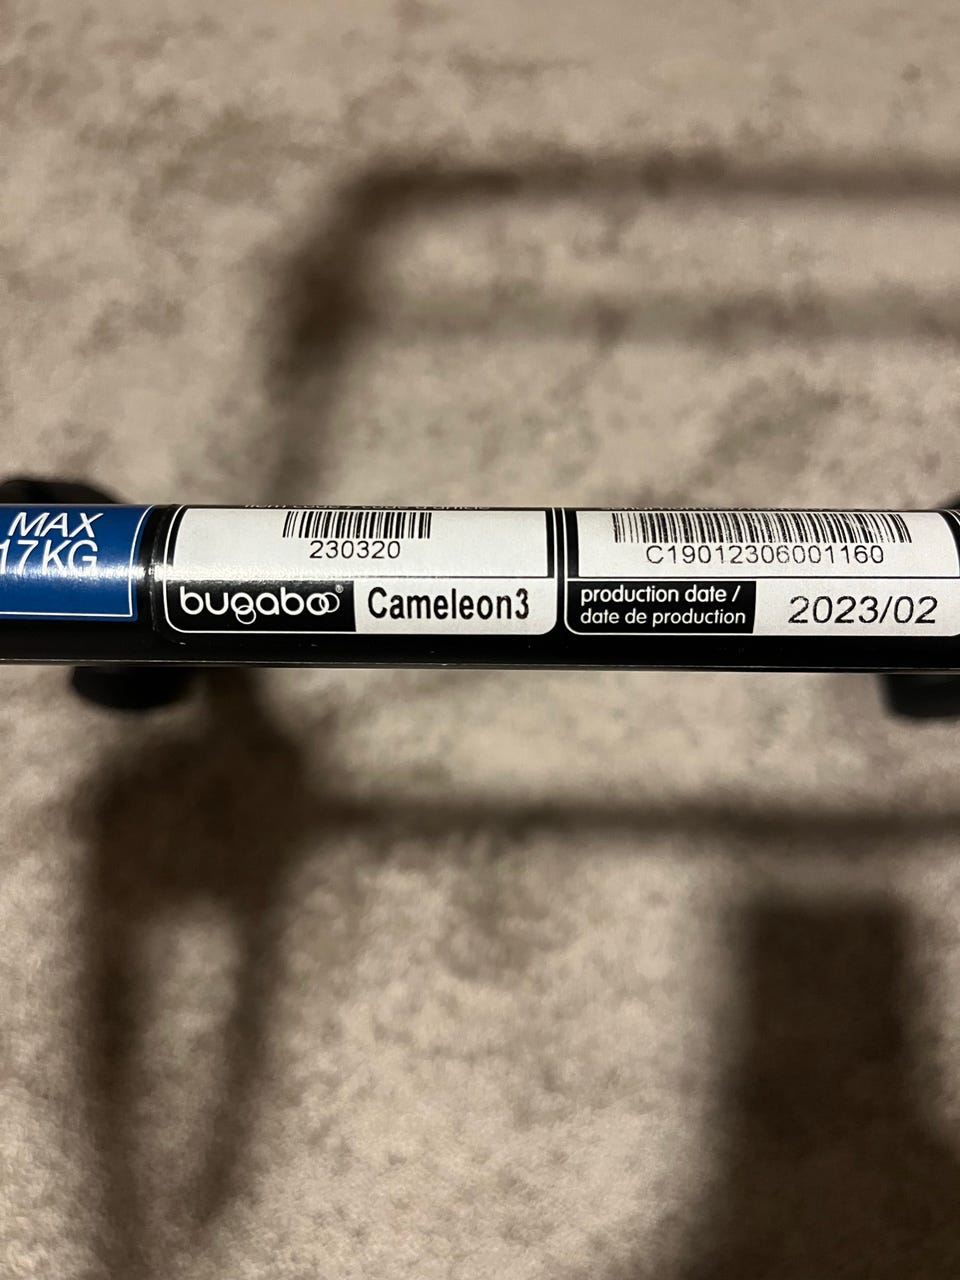 MAX
17KG
230320
bugaboo®
Cameleon3
C19012306001160
production date /
date de production
2023/02